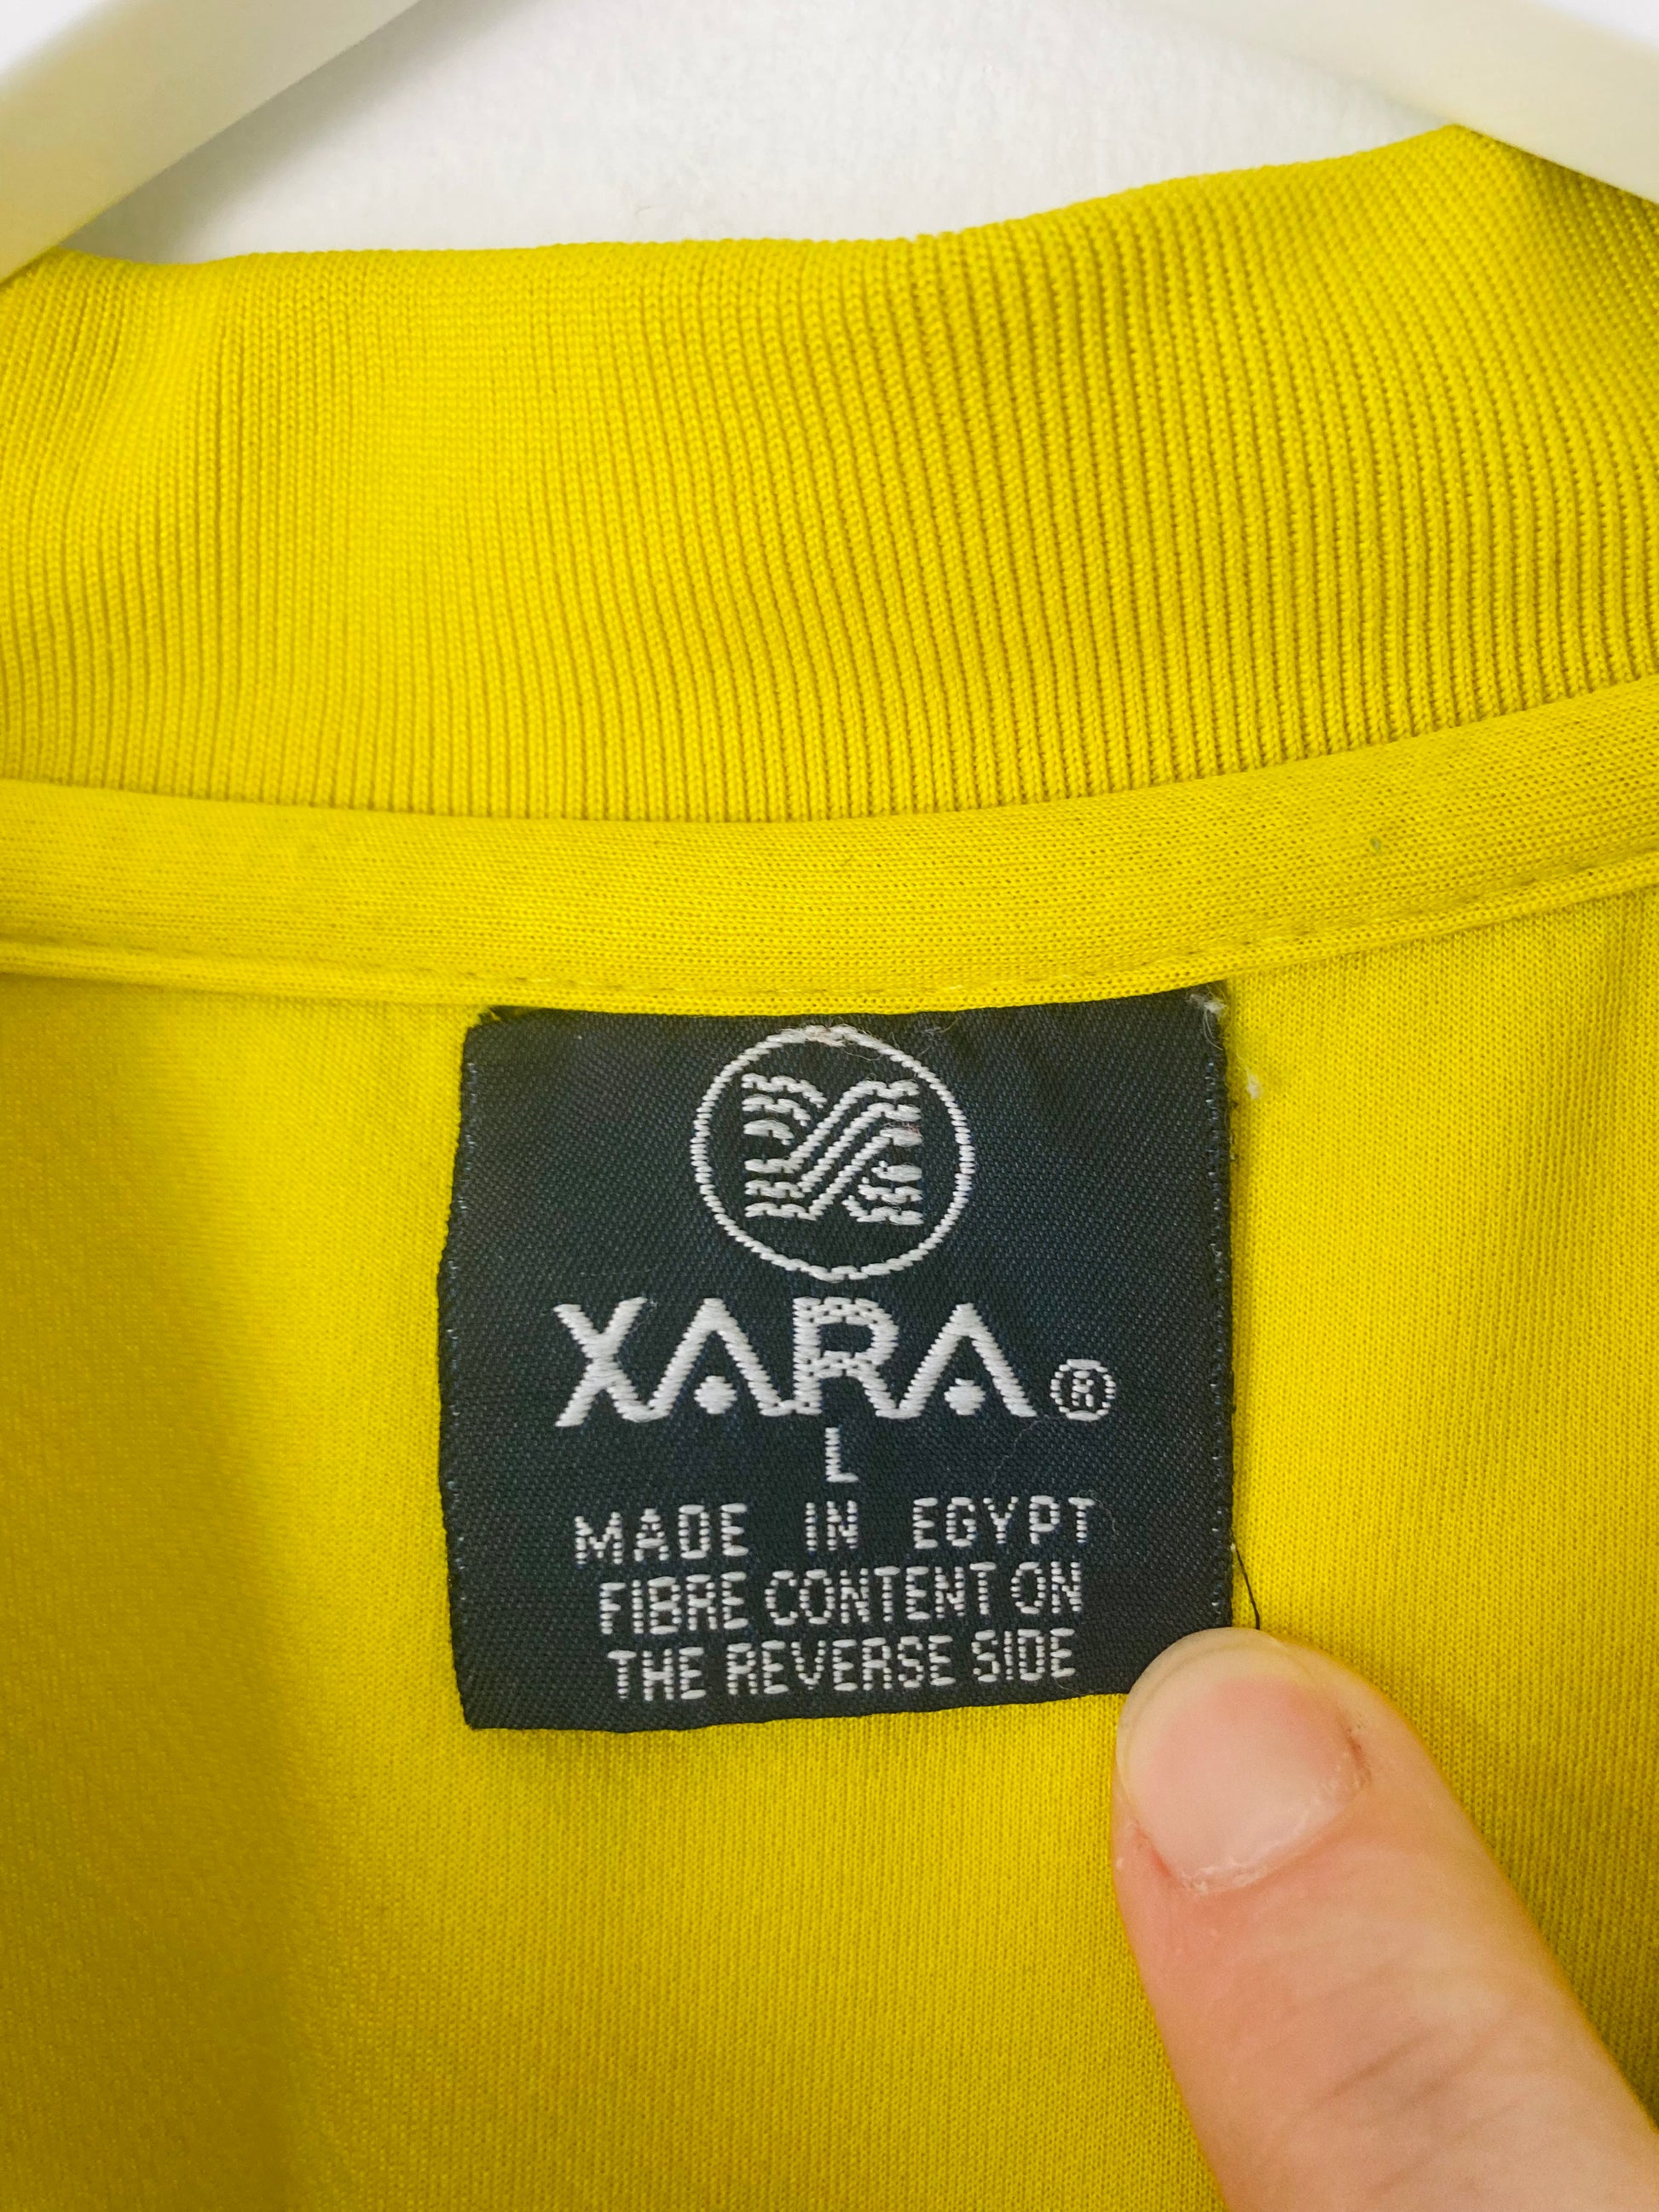 XARA®
L
MADE IN EGYPT
FIBRE CONTENT ON
THE REVERSE SIDE